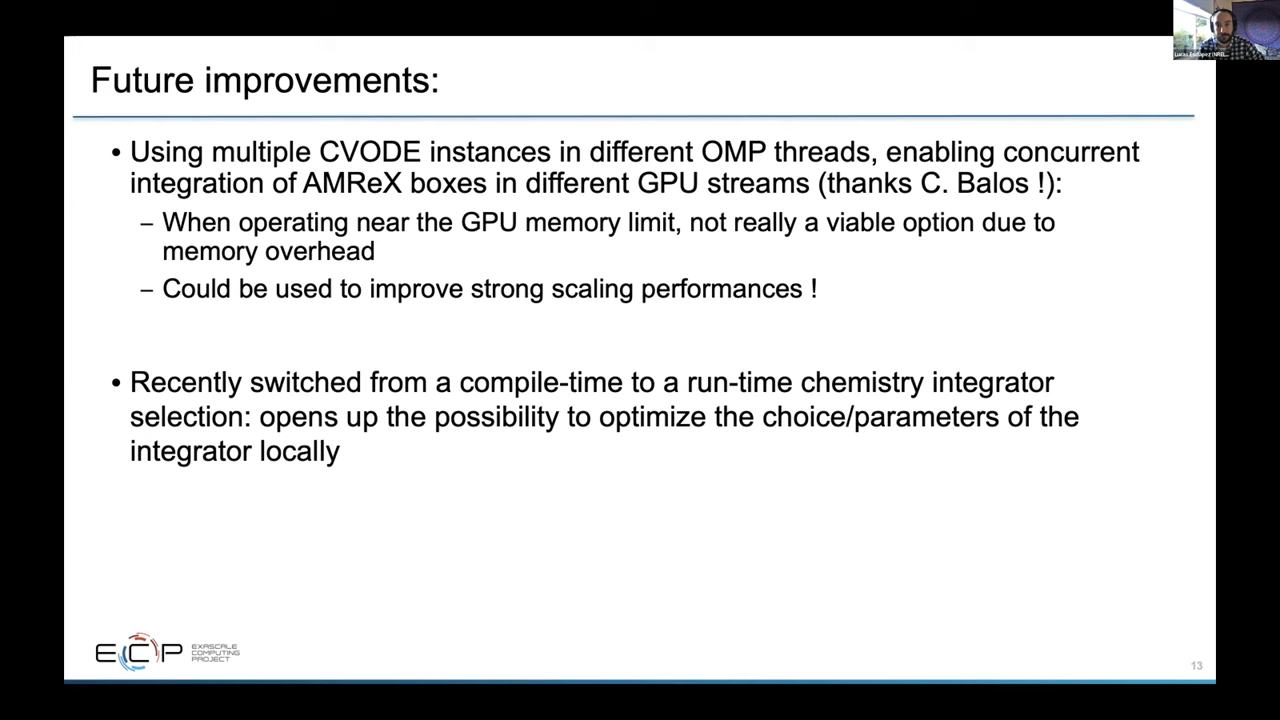 Future improvements:
• Using multiple CVODE instances in different OMP threads, enabling concurrent
integration of AMReX boxes in different GPU streams (thanks C. Balos !):
– When operating near the GPU memory limit, not really a viable option due to
memory overhead
– Could be used to improve strong scaling performances !
• Recently switched from a compile-time to a run-time chemistry integrator
selection: opens up the possibility to optimize the choice/parameters of the
integrator locally
ECP
EXASCALE
COMPUTING
PROJECT
13